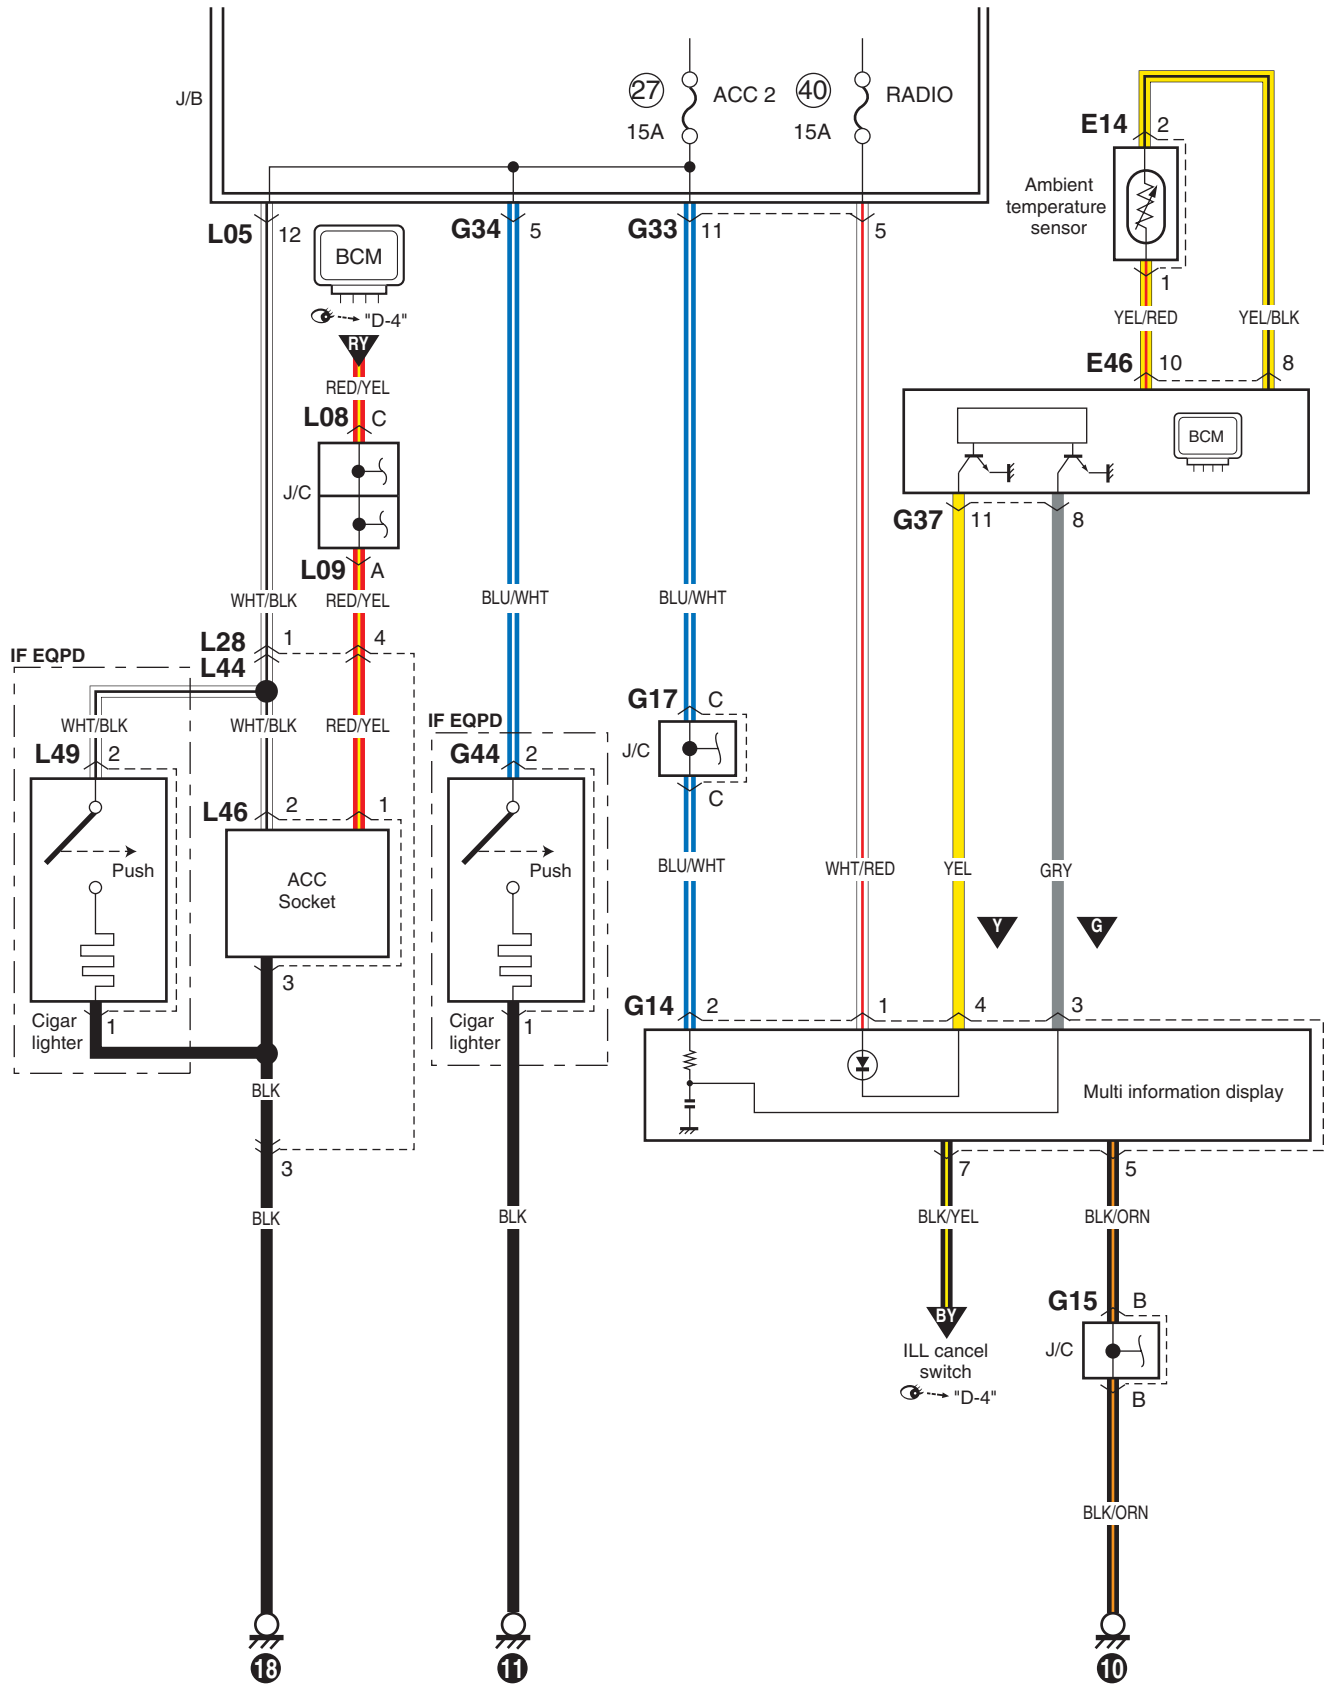 J/B
27
15A
ACC 2
40
15A
RADIO
E14
2
Ambient
temperature
sensor
1
YEL/RED
YEL/BLK
E46
10
8
BCM
L05
12
BCM
"D-4"
RY
RED/YEL
L08
C
J/C
L09
A
G34
5
G33
11
5
G37
11
8
WHT/BLK
RED/YEL
BLU/WHT
BLU/WHT
L28
1
4
L44
IF EQPD
WHT/BLK
WHT/BLK
RED/YEL
L49
2
L46
2
1
Push
ACC
Socket
3
Cigar
lighter
1
BLK
3
BLK
18
IF EQPD
G44
2
Push
Cigar
lighter
1
BLK
11
G17
C
J/C
C
BLU/WHT
WHT/RED
YEL
GRY
Y
G
G14
2
1
4
3
Multi information display
7
5
BLK/YEL
BLK/ORN
BY
ILL cancel
switch
"D-4"
G15
B
J/C
B
BLK/ORN
10